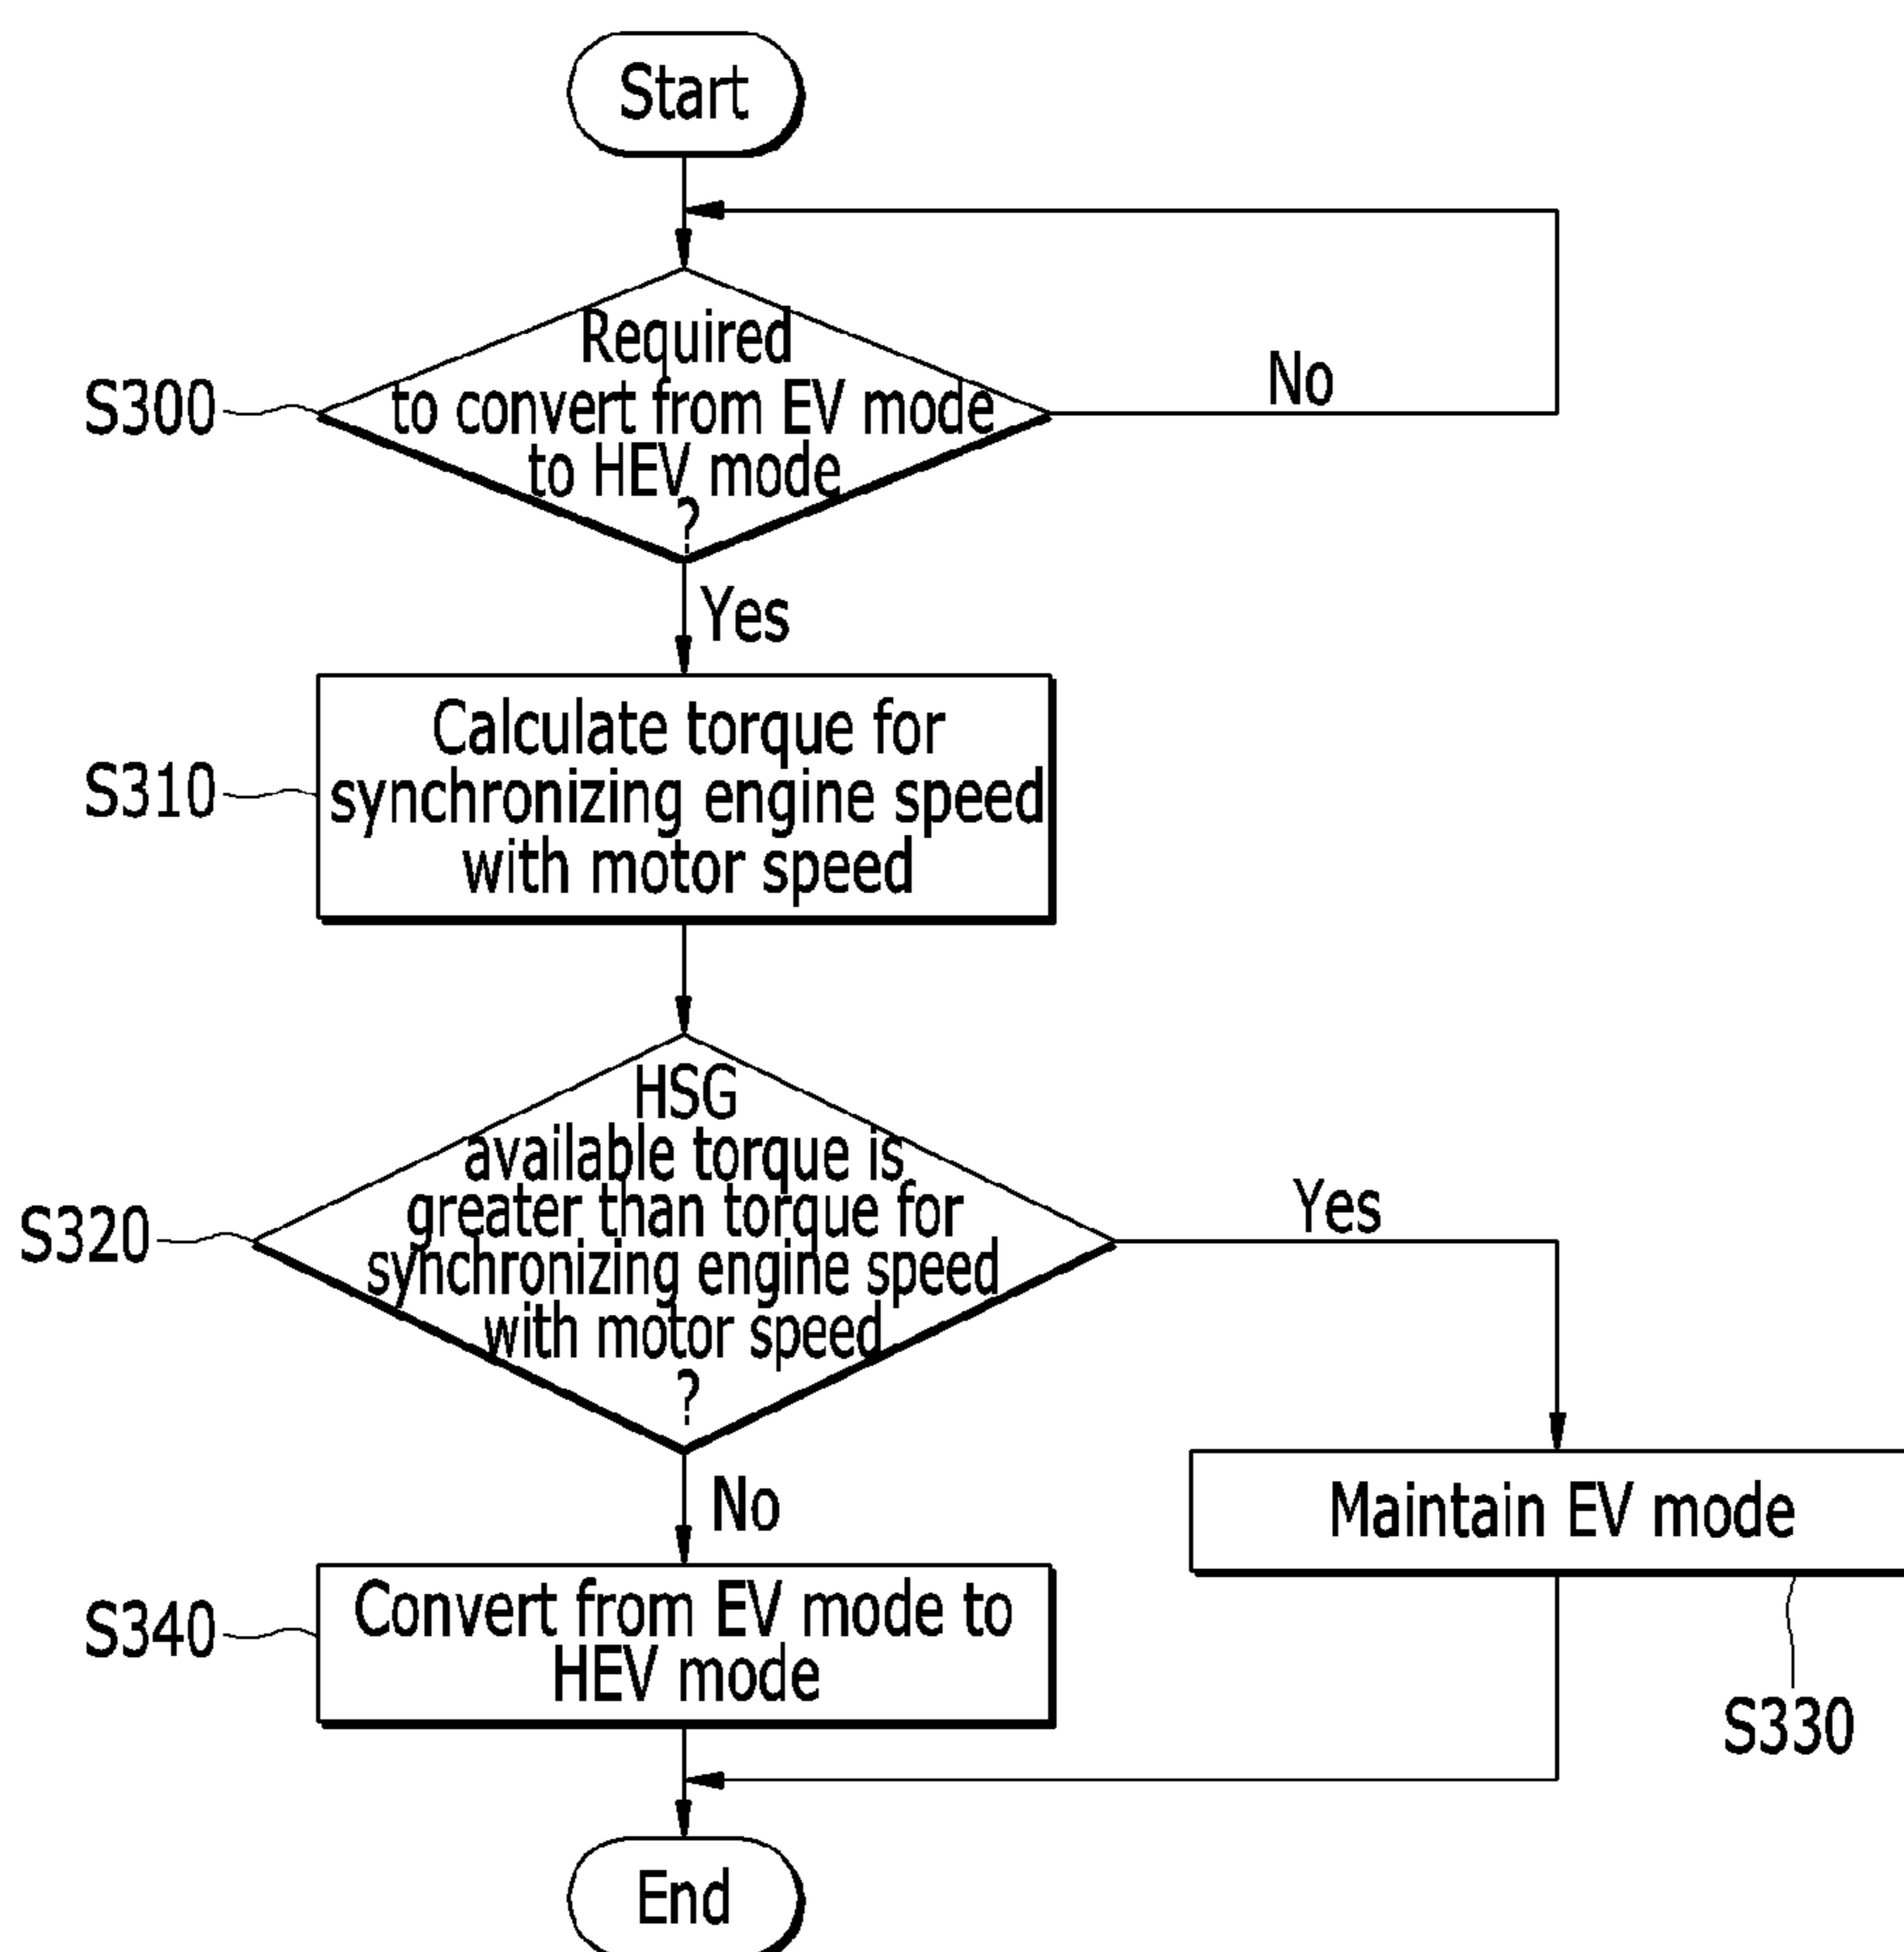 Start
Required
to convert from EV mode
to HEV mode
?
S300
No
Yes
Calculate torque for
synchronizing engine speed
with motor speed
S310
HSG
available torque is
greater than torque for
synchronizing engine speed
with motor speed
?
S320
Yes
No
Maintain EV mode
S330
Convert from EV mode to
HEV mode
S340
End